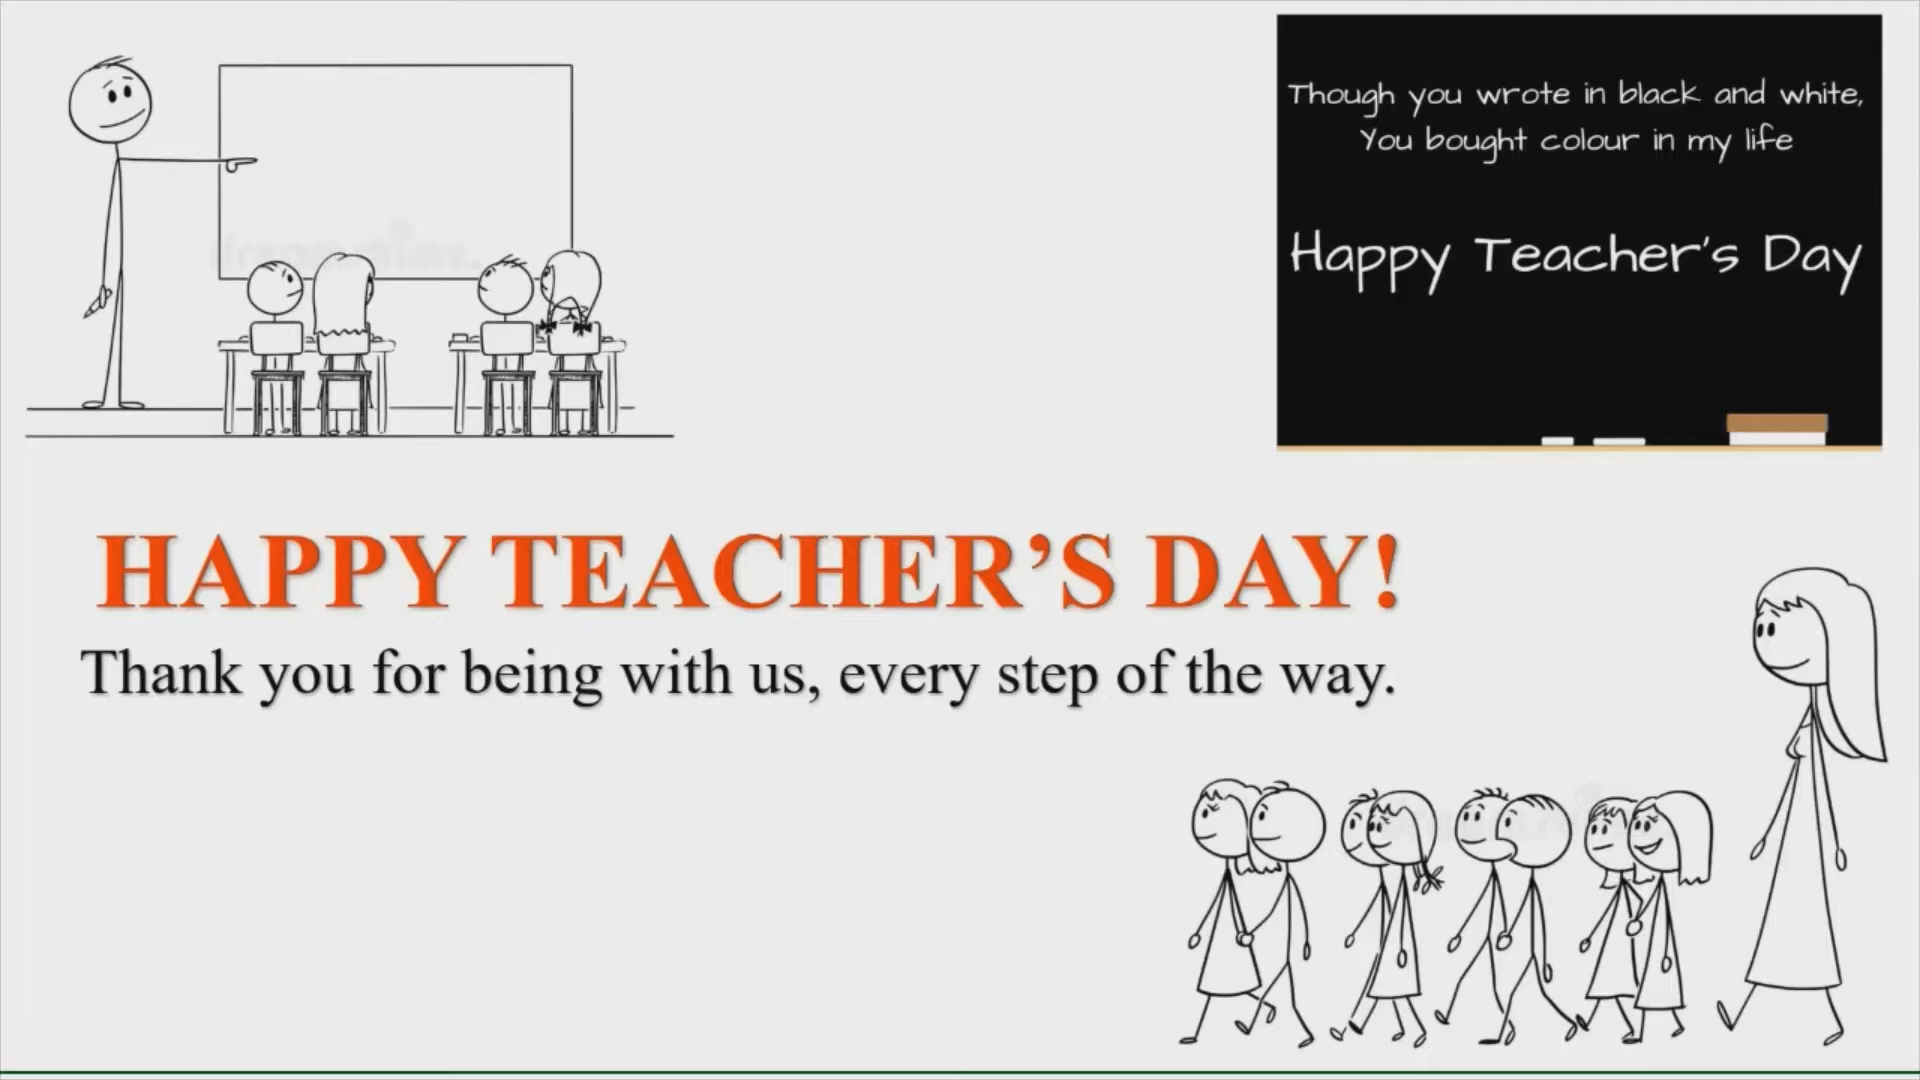 Though you wrote in black and white,
You bought colour in my life
Happy Teacher's Day
HAPPY TEACHER’S DAY!
Thank you for being with us, every step of the way.